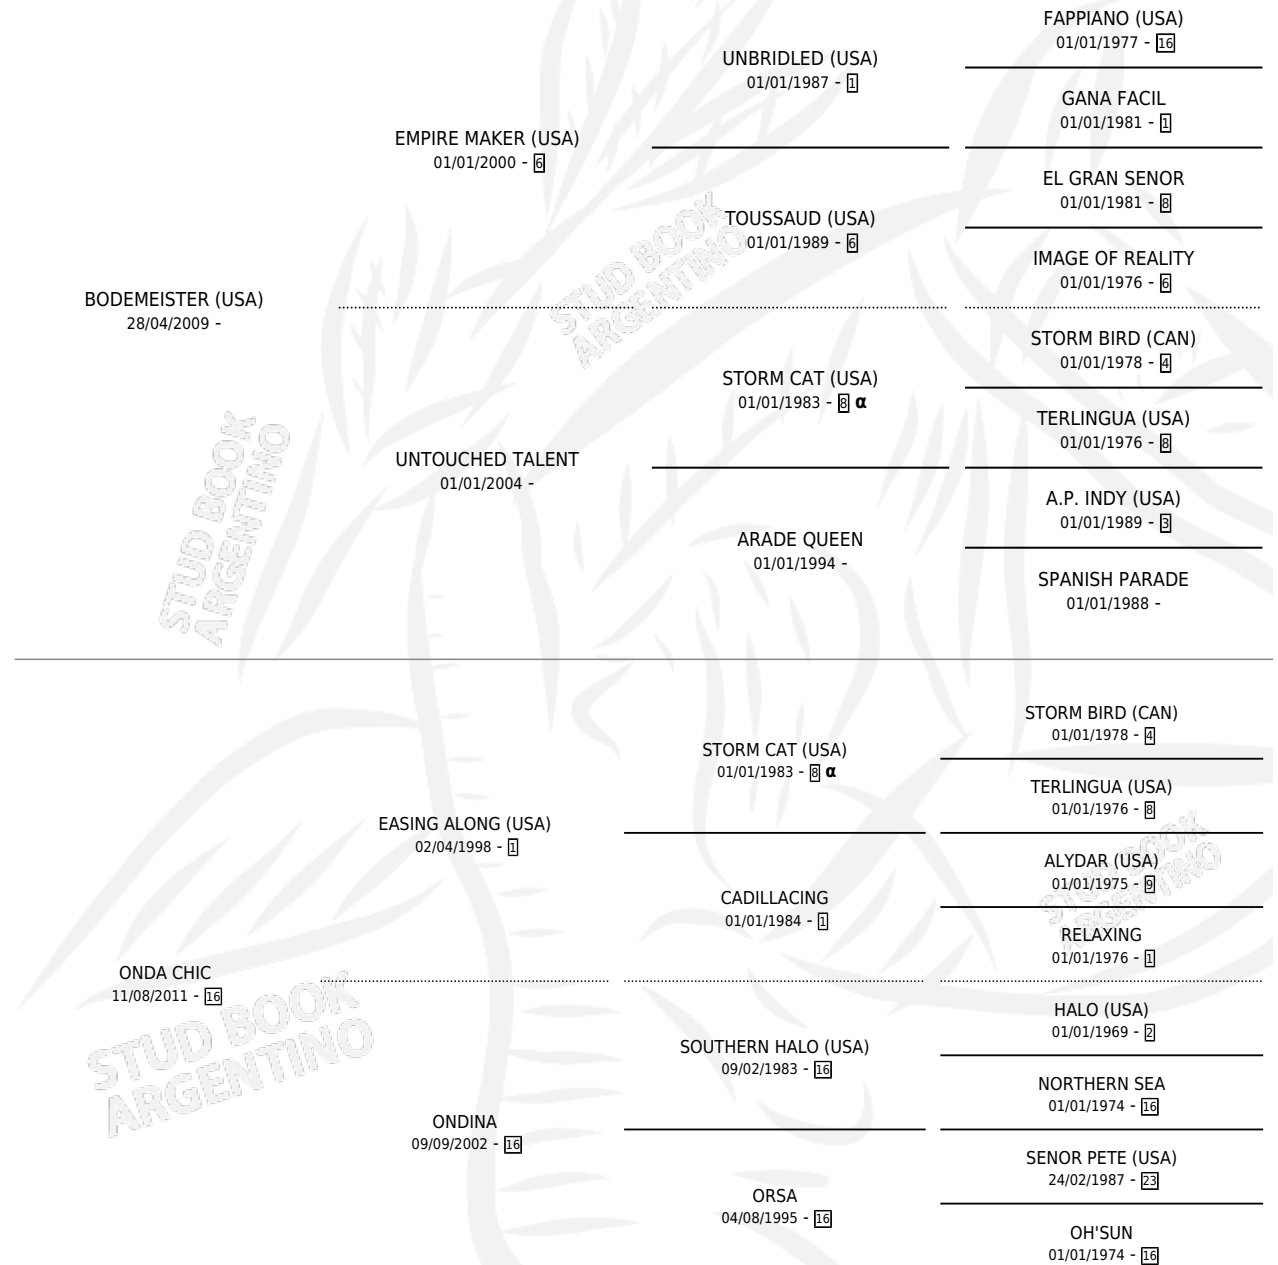 FAPPIANO (USA)
01/01/1977 - 16
UNBRIDLED (USA)
01/01/1987 - 1
GANA FACIL
01/01/1981 - 1
EMPIRE MAKER (USA)
01/01/2000 - 6
EL GRAN SENOR
01/01/1981 - 8
TOUSSAUD (USA)
01/01/1989 - 6
IMAGE OF REALITY
01/01/1976 - 6
STUD BOOK
ARGENTINO
BODEMEISTER (USA)
28/04/2009 -
STORM BIRD (CAN)
01/01/1978 - 4
STORM CAT (USA)
01/01/1983 - 8 α
TERLINGUA (USA)
01/01/1976 - 8
UNTOUCHED TALENT
01/01/2004 -
A.P. INDY (USA)
01/01/1989 - 3
ARADE QUEEN
01/01/1994 -
SPANISH PARADE
01/01/1988 -
STUD BOOK
ARGENTINO
STORM BIRD (CAN)
01/01/1978 - 4
STORM CAT (USA)
01/01/1983 - 8 α
TERLINGUA (USA)
01/01/1976 - 8
EASING ALONG (USA)
02/04/1998 - 1
ALYDAR (USA)
01/01/1975 - 9
CADILLACING
01/01/1984 - 1
RELAXING
01/01/1976 - 1
STUD BOOK
ARGENTINO
ONDA CHIC
11/08/2011 - 16
HALO (USA)
01/01/1969 - 2
SOUTHERN HALO (USA)
09/02/1983 - 16
NORTHERN SEA
01/01/1974 - 16
STUD BOOK
ARGENTINO
ONDINA
09/09/2002 - 16
SENOR PETE (USA)
24/02/1987 - 23
ORSA
04/08/1995 - 16
OH'SUN
01/01/1974 - 16